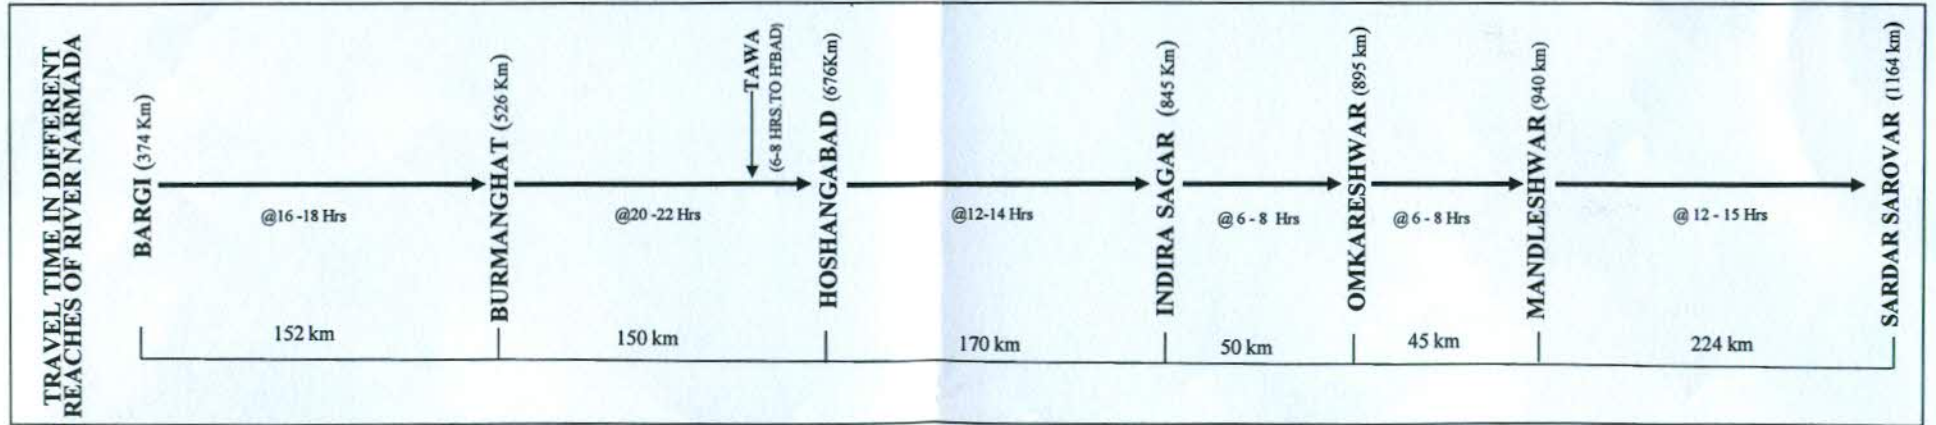 TRAVEL TIME IN DIFFERENT
REACHES OF RIVER NARMADA
BARGI (374 Km)
BURMANGHAT (526 Km)
TAWA
(6-8 HRS.TO H'BAD)
HOSHANGABAD (676Km)
INDIRA SAGAR (845 Km)
OMKARESHWAR (895 km)
MANDLESHWAR (940 km)
SARDAR SAROVAR (1164 km)
@16 -18 Hrs
@20 -22 Hrs
@12-14 Hrs
@ 6 - 8 Hrs
@ 6 - 8 Hrs
@ 12 - 15 Hrs
152 km
150 km
170 km
50 km
45 km
224 km